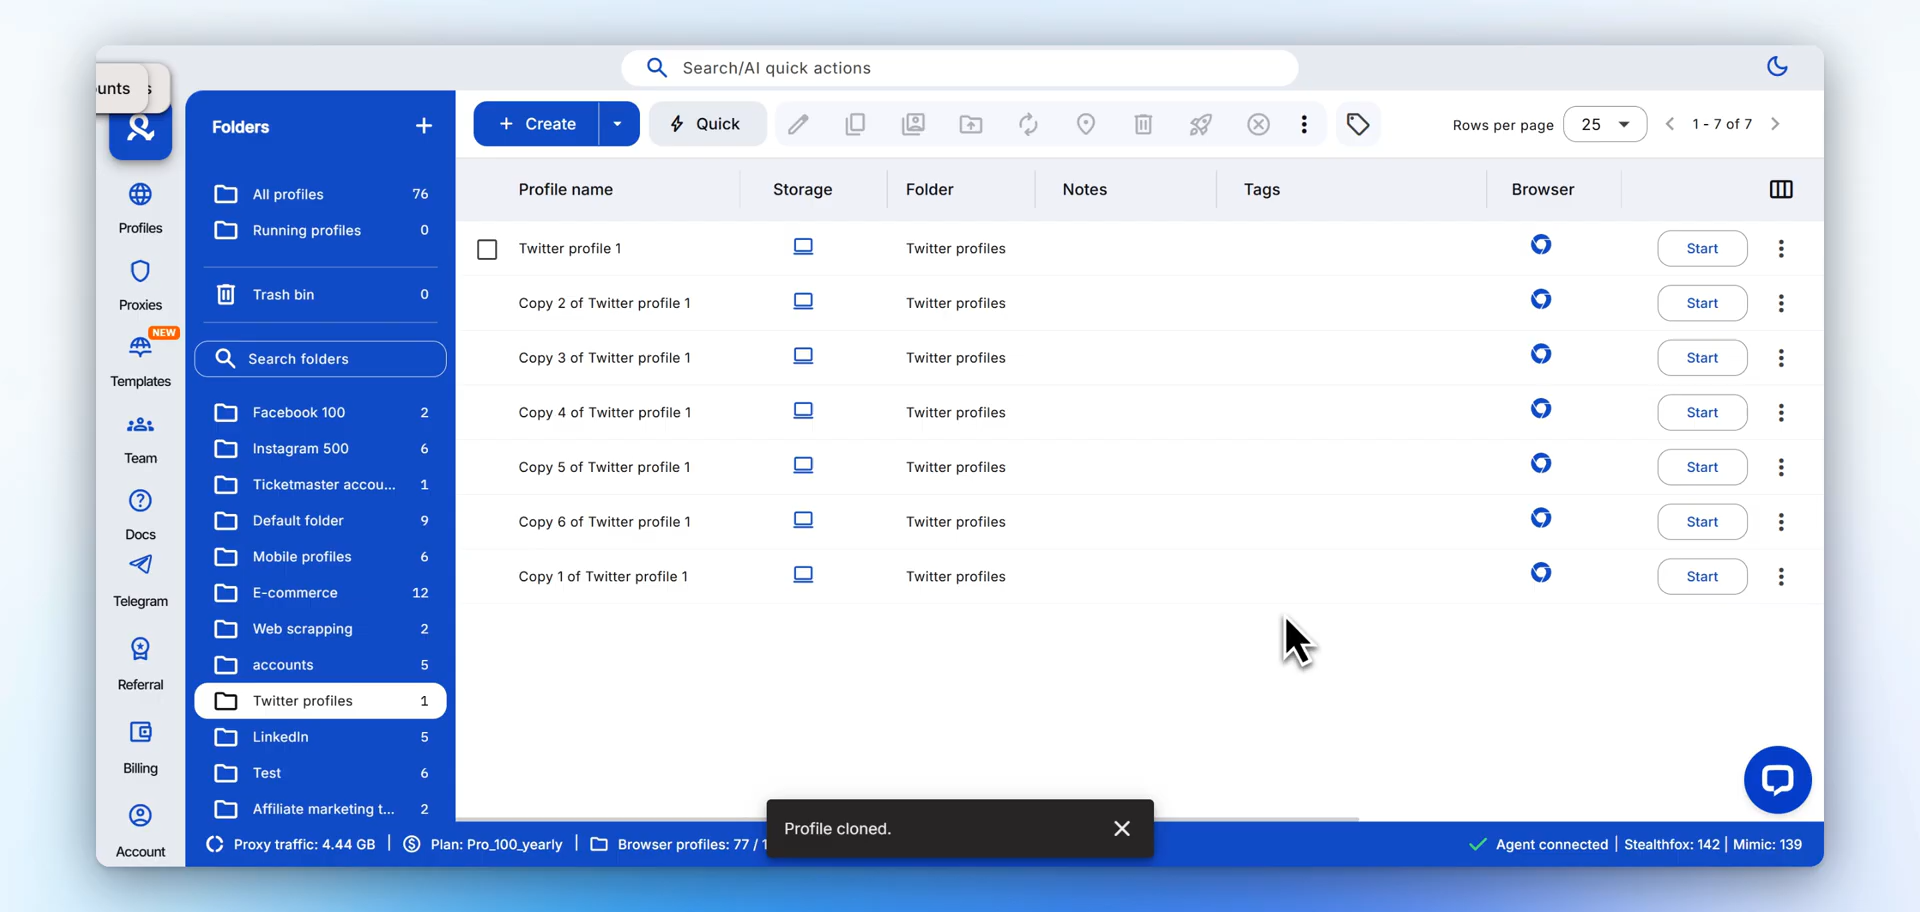 Search/AI quick actions
unts
s
Folders
Create
Quick
Rows per page
25
1 - 7 of 7
Profiles
Proxies
NEW
Templates
Team
Docs
Telegram
Referral
Billing
Account
All profiles 76
Running profiles 0
Trash bin 0
Search folders
Facebook 100 2
Instagram 500 6
Ticketmaster accou... 1
Default folder 9
Mobile profiles 6
E-commerce 12
Web scrapping 2
accounts 5
Twitter profiles 1
LinkedIn 5
Test 6
Affiliate marketing t... 2
Profile name Storage Folder Notes Tags Browser
Twitter profile 1 Twitter profiles Start
Copy 2 of Twitter profile 1 Twitter profiles Start
Copy 3 of Twitter profile 1 Twitter profiles Start
Copy 4 of Twitter profile 1 Twitter profiles Start
Copy 5 of Twitter profile 1 Twitter profiles Start
Copy 6 of Twitter profile 1 Twitter profiles Start
Copy 1 of Twitter profile 1 Twitter profiles Start
Profile cloned.
Proxy traffic: 4.44 GB | Plan: Pro_100_yearly | Browser profiles: 77 / 1
Agent connected | Stealthfox: 142 | Mimic: 139